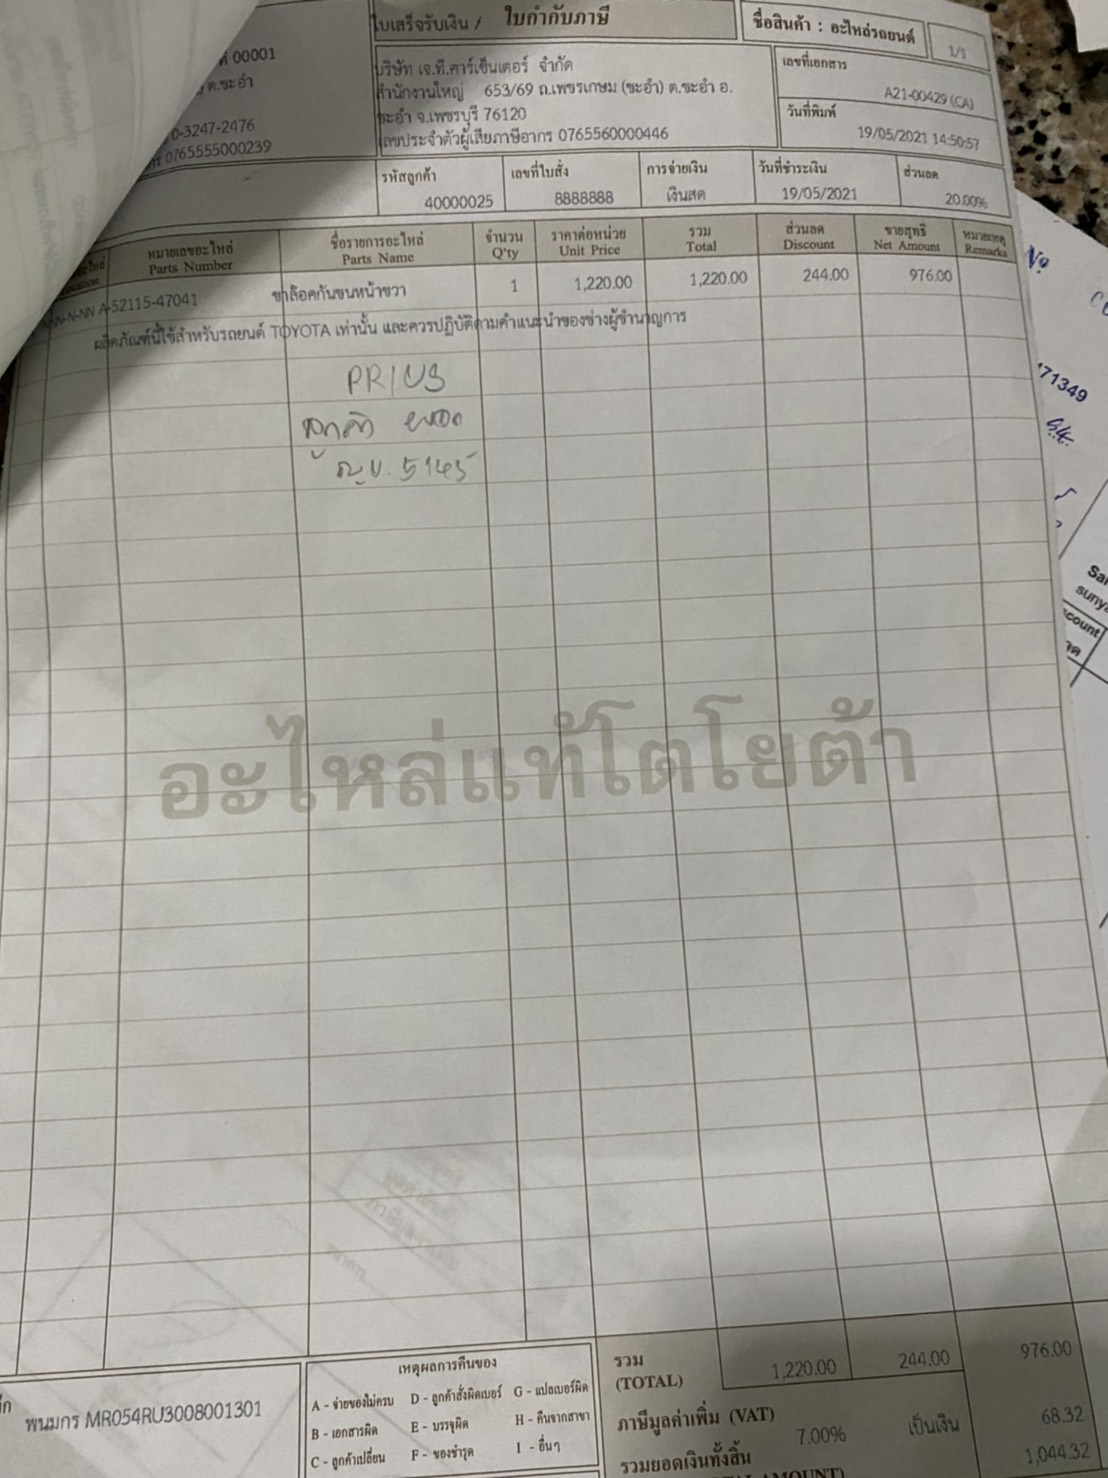 ใบเสร็จรับเงิน / ใบกำกับภาษี
ชื่อสินค้า : อะไหล่รถยนต์
1/1
00001
ต.ชะอำ
0-3247-2476
0765555000239
บริษัท เจ.ที.คาร์เซ็นเตอร์ จำกัด
สำนักงานใหญ่ 653/69 ถ.เพชรเกษม (ชะอำ) ต.ชะอำ อ.
ชะอำ จ.เพชรบุรี 76120
เลขประจำตัวผู้เสียภาษีอากร 0765560000446
เลขที่เอกสาร
A21-00429 (CA)
วันที่พิมพ์
19/05/2021 14:50:57
รหัสลูกค้า เลขที่ใบสั่ง การจ่ายเงิน วันที่ชำระเงิน ส่วนลด
40000025 8888888 เงินสด 19/05/2021 20.00%
หมายเลขอะไหล่ ชื่อรายการอะไหล่ จำนวน ราคาต่อหน่วย รวม ส่วนลด ขายสุทธิ หมายเหตุ
Parts Number Parts Name Q'ty Unit Price Total Discount Net Amount Remarks
A-52115-47041 ขาล๊อคกันชนหน้าขวา 1 1,220.00 1,220.00 244.00 976.00
ผลิตภัณฑ์นี้ใช้สำหรับรถยนต์ TOYOTA เท่านั้น และควรปฏิบัติตามคำแนะนำของช่างผู้ชำนาญการ
PRIUS
ลูกค้า
5145
No
71349
อะไหล่แท้โตโยต้า
พนมกร MR054RU3008001301
เหตุผลการคืนของ
A - จ่ายของไม่ครบ D - ลูกค้าสั่งผิดเบอร์ G - แปลเบอร์ผิด
B - เอกสารผิด E - บรรจุผิด H - คืนจากสาขา
C - ลูกค้าเปลี่ยน F - ของชำรุด I - อื่นๆ
รวม
(TOTAL) 1,220.00 244.00 976.00
ภาษีมูลค่าเพิ่ม (VAT) 7.00% เป็นเงิน 68.32
รวมยอดเงินทั้งสิ้น 1,044.32